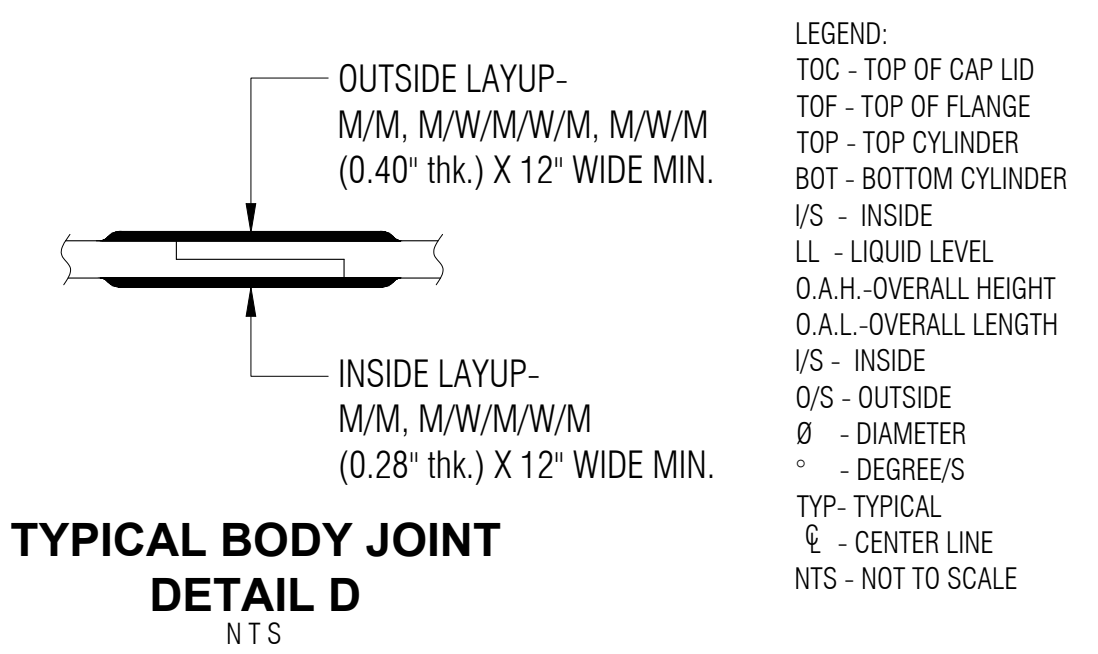 OUTSIDE LAYUP-
M/M, M/W/M/W/M, M/W/M
(0.40" thk.) X 12" WIDE MIN.
INSIDE LAYUP-
M/M, M/W/M/W/M
(0.28" thk.) X 12" WIDE MIN.
TYPICAL BODY JOINT
DETAIL D
NTS
LEGEND:
TOC - TOP OF CAP LID
TOF - TOP OF FLANGE
TOP - TOP CYLINDER
BOT - BOTTOM CYLINDER
I/S - INSIDE
LL - LIQUID LEVEL
O.A.H.-OVERALL HEIGHT
O.A.L.-OVERALL LENGTH
I/S - INSIDE
O/S - OUTSIDE
Ø - DIAMETER
° - DEGREE/S
TYP- TYPICAL
℄ - CENTER LINE
NTS - NOT TO SCALE